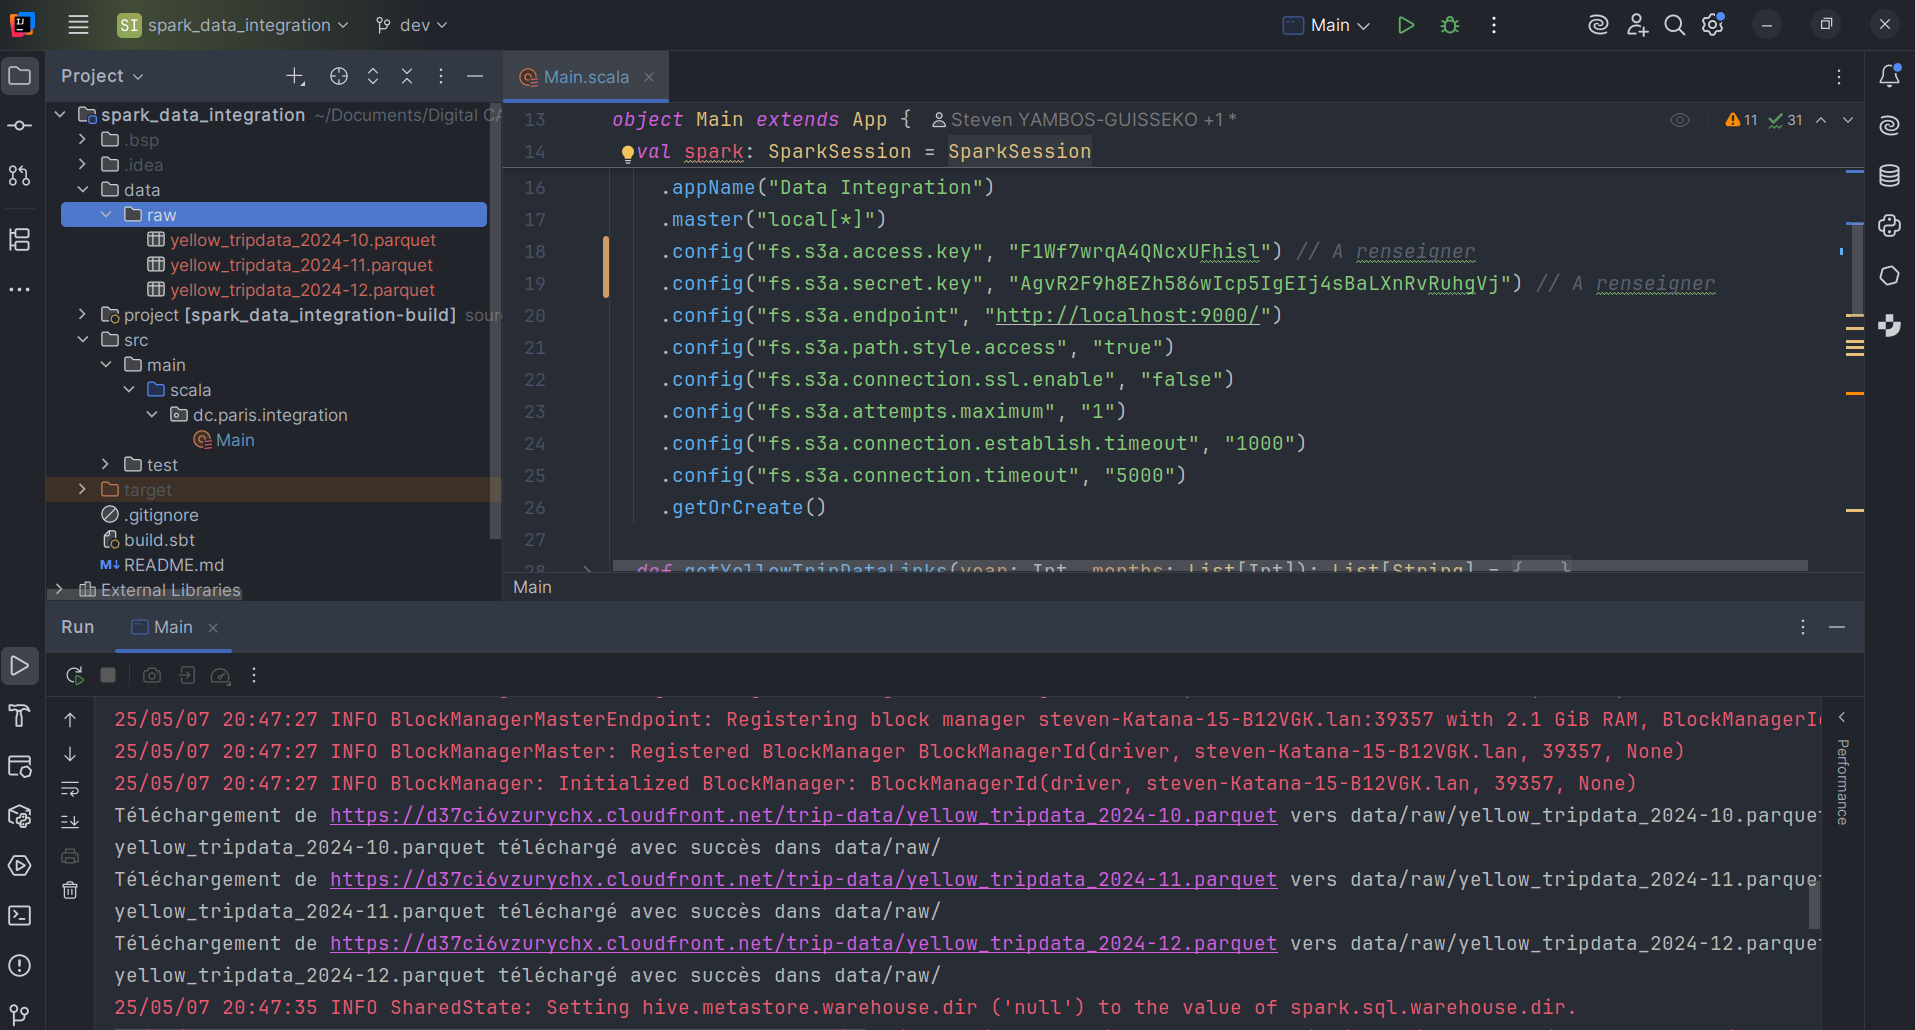 SI spark_data_integration dev Main
Project
Main.scala
spark_data_integration ~/Documents/Digital CA
.bsp
.idea
data
raw
yellow_tripdata_2024-10.parquet
yellow_tripdata_2024-11.parquet
yellow_tripdata_2024-12.parquet
project [spark_data_integration-build] sourc
src
main
scala
dc.paris.integration
Main
test
target
.gitignore
build.sbt
M↓ README.md
External Libraries
13 object Main extends App { Steven YAMBOS-GUISSEKO +1 *
11 31
14 val spark: SparkSession = SparkSession
16 .appName("Data Integration")
17 .master("local[*]")
18 .config("fs.s3a.access.key", "F1Wf7wrqA4QNcxUFhisl") // A renseigner
19 .config("fs.s3a.secret.key", "AgvR2F9h8EZh586wIcp5IgEIj4sBaLXnRvRuhgVj") // A renseigner
20 .config("fs.s3a.endpoint", "http://localhost:9000/")
21 .config("fs.s3a.path.style.access", "true")
22 .config("fs.s3a.connection.ssl.enable", "false")
23 .config("fs.s3a.attempts.maximum", "1")
24 .config("fs.s3a.connection.establish.timeout", "1000")
25 .config("fs.s3a.connection.timeout", "5000")
26 .getOrCreate()
27
28 def getYellowTripDataLinks(year: Int, months: List[Int]): List[String] = {...}
Main
Run Main
25/05/07 20:47:27 INFO BlockManagerMasterEndpoint: Registering block manager steven-Katana-15-B12VGK.lan:39357 with 2.1 GiB RAM, BlockManagerId
25/05/07 20:47:27 INFO BlockManagerMaster: Registered BlockManager BlockManagerId(driver, steven-Katana-15-B12VGK.lan, 39357, None)
25/05/07 20:47:27 INFO BlockManager: Initialized BlockManager: BlockManagerId(driver, steven-Katana-15-B12VGK.lan, 39357, None)
Téléchargement de https://d37ci6vzurychx.cloudfront.net/trip-data/yellow_tripdata_2024-10.parquet vers data/raw/yellow_tripdata_2024-10.parquet
yellow_tripdata_2024-10.parquet téléchargé avec succès dans data/raw/
Téléchargement de https://d37ci6vzurychx.cloudfront.net/trip-data/yellow_tripdata_2024-11.parquet vers data/raw/yellow_tripdata_2024-11.parquet
yellow_tripdata_2024-11.parquet téléchargé avec succès dans data/raw/
Téléchargement de https://d37ci6vzurychx.cloudfront.net/trip-data/yellow_tripdata_2024-12.parquet vers data/raw/yellow_tripdata_2024-12.parquet
yellow_tripdata_2024-12.parquet téléchargé avec succès dans data/raw/
25/05/07 20:47:35 INFO SharedState: Setting hive.metastore.warehouse.dir ('null') to the value of spark.sql.warehouse.dir.
Performance